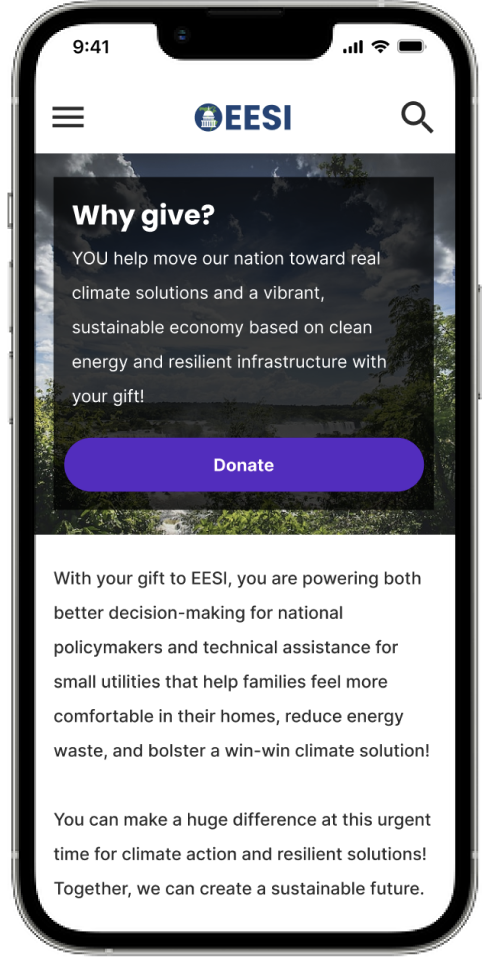 9:41
EESI
Why give?
YOU help move our nation toward real
climate solutions and a vibrant,
sustainable economy based on clean
energy and resilient infrastructure with
your gift!
Donate
With your gift to EESI, you are powering both
better decision-making for national
policymakers and technical assistance for
small utilities that help families feel more
comfortable in their homes, reduce energy
waste, and bolster a win-win climate solution!
You can make a huge difference at this urgent
time for climate action and resilient solutions!
Together, we can create a sustainable future.